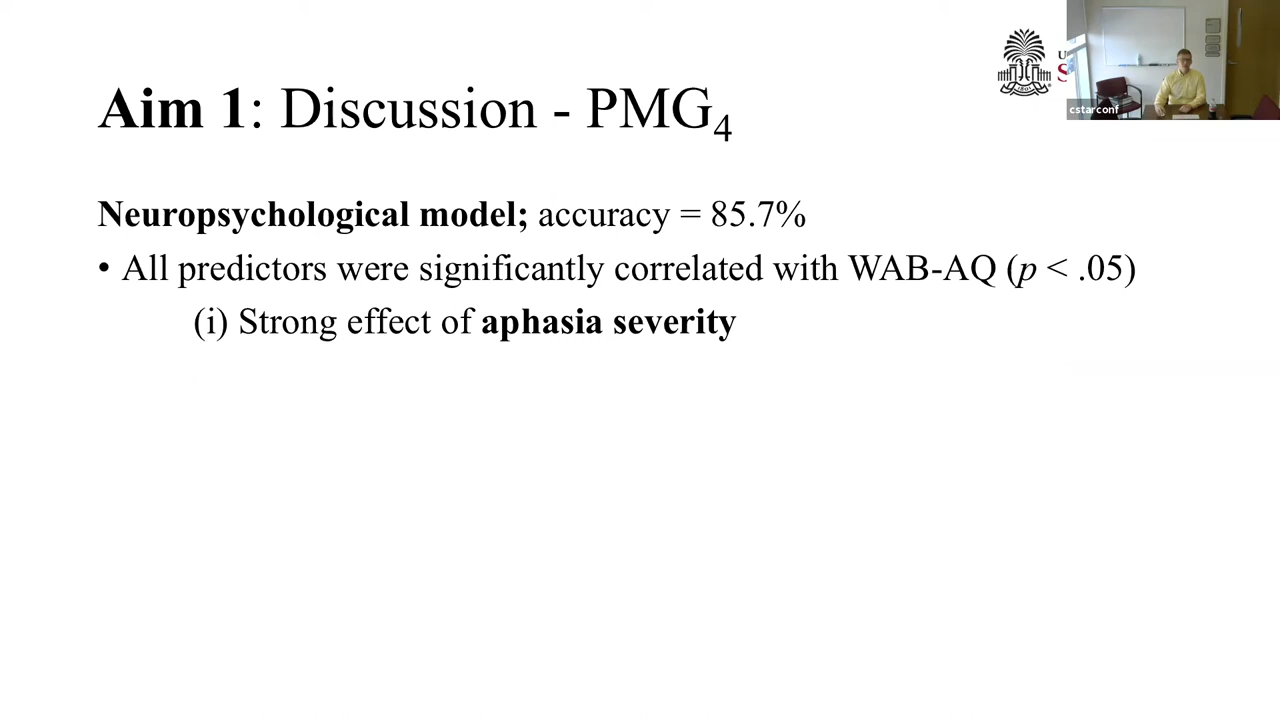 Aim 1: Discussion - PMG4
Neuropsychological model; accuracy = 85.7%
• All predictors were significantly correlated with WAB-AQ (p < .05)
(i) Strong effect of aphasia severity
U
S
cstarconf